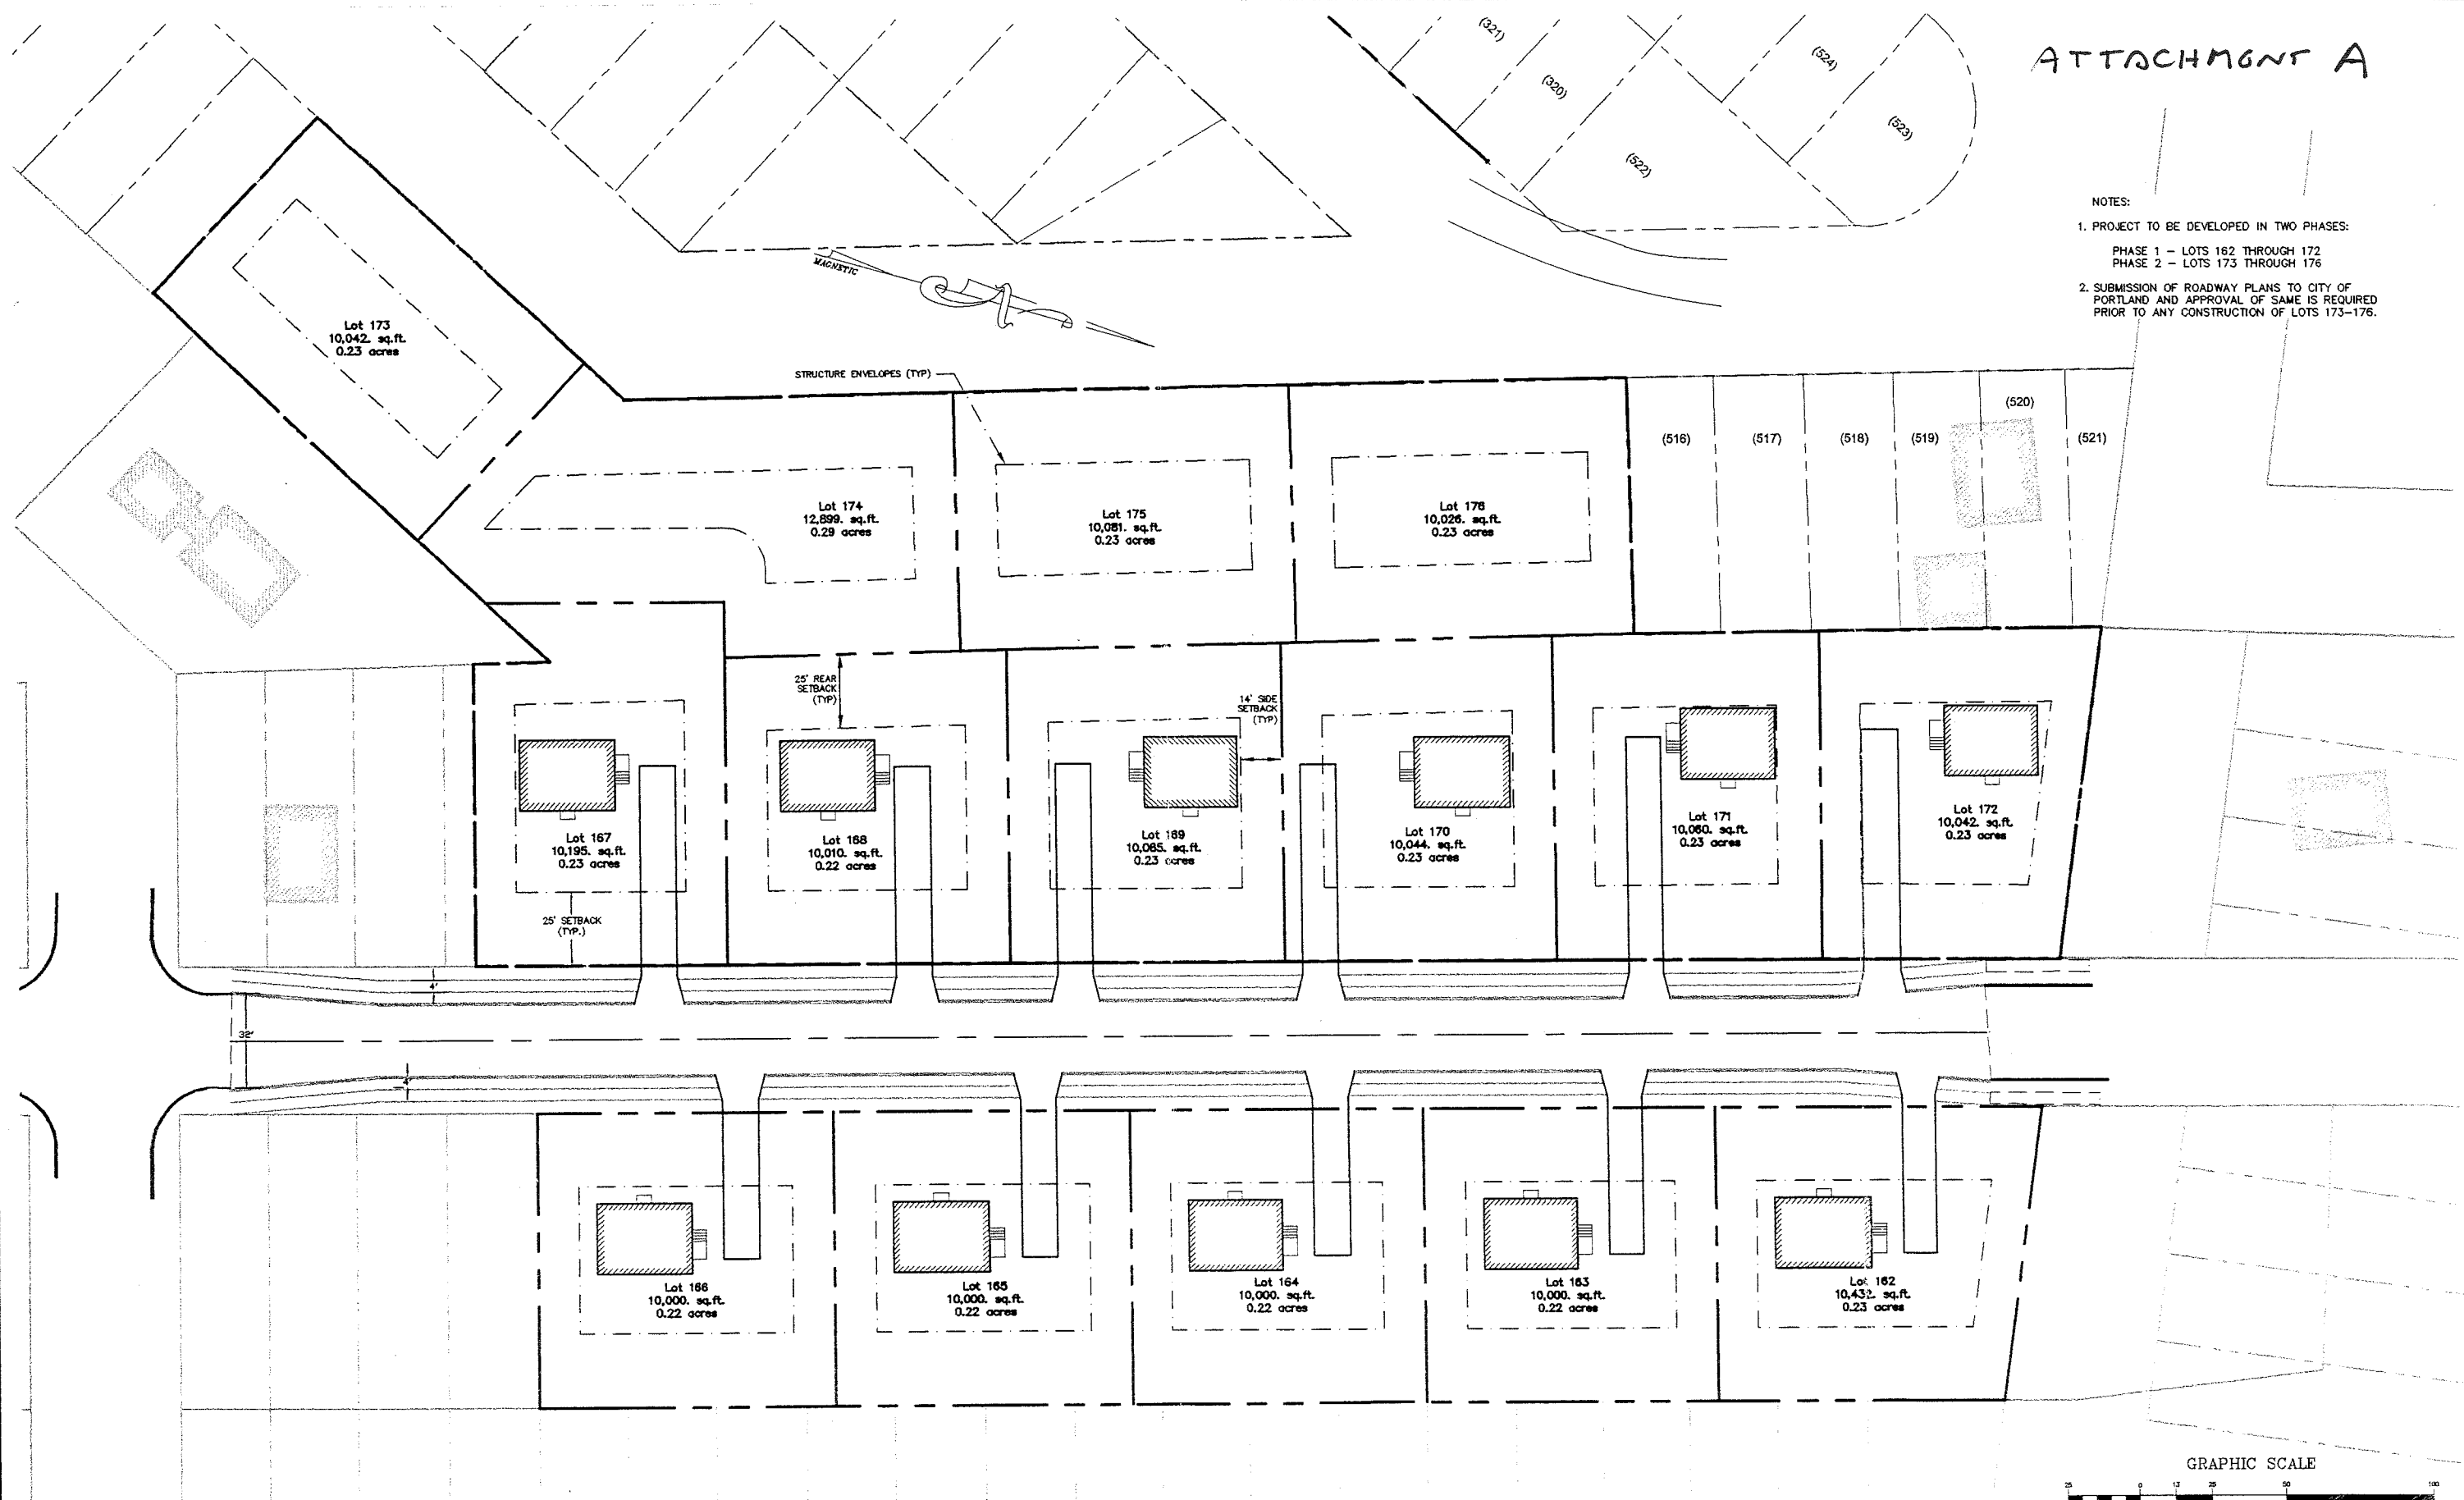 ATTACHMENT A
(321)
(320)
(522)
(524)
(523)
NOTES:
1. PROJECT TO BE DEVELOPED IN TWO PHASES:
PHASE 1 – LOTS 162 THROUGH 172
PHASE 2 – LOTS 173 THROUGH 176
2. SUBMISSION OF ROADWAY PLANS TO CITY OF
PORTLAND AND APPROVAL OF SAME IS REQUIRED
PRIOR TO ANY CONSTRUCTION OF LOTS 173–176.
MAGNETIC
Lot 173
10,042. sq.ft.
0.23 acres
STRUCTURE ENVELOPES (TYP)
(516)
(517)
(518)
(519)
(520)
(521)
Lot 174
12,899. sq.ft.
0.29 acres
Lot 175
10,081. sq.ft.
0.23 acres
Lot 176
10,026. sq.ft.
0.23 acres
25' REAR
SETBACK
(TYP)
14' SIDE
SETBACK
(TYP)
Lot 167
10,195. sq.ft.
0.23 acres
Lot 168
10,010. sq.ft.
0.22 acres
Lot 169
10,065. sq.ft.
0.23 acres
Lot 170
10,044. sq.ft.
0.23 acres
Lot 171
10,060. sq.ft.
0.23 acres
Lot 172
10,042. sq.ft.
0.23 acres
25' SETBACK
(TYP.)
4'
32'
4'
Lot 166
10,000. sq.ft.
0.22 acres
Lot 165
10,000. sq.ft.
0.22 acres
Lot 164
10,000. sq.ft.
0.22 acres
Lot 163
10,000. sq.ft.
0.22 acres
Lot 162
10,432. sq.ft.
0.23 acres
GRAPHIC SCALE
25 0 12 25 50 100